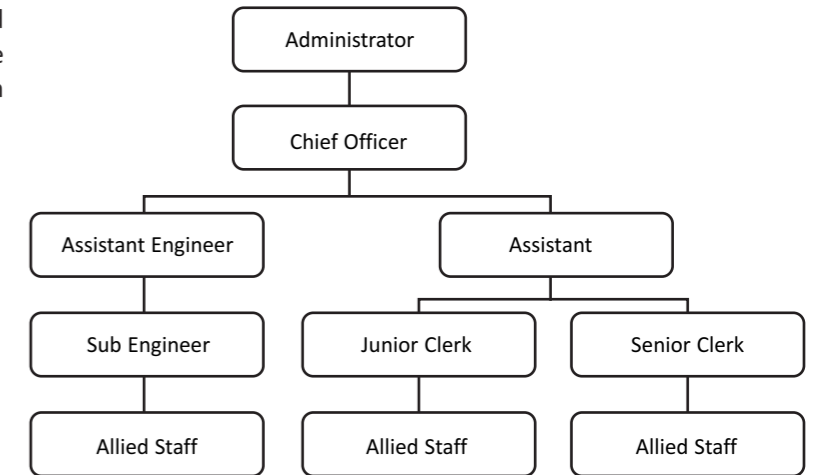 Administrator
Chief Officer
Assistant Engineer
Assistant
Sub Engineer
Junior Clerk
Senior Clerk
Allied Staff
Allied Staff
Allied Staff